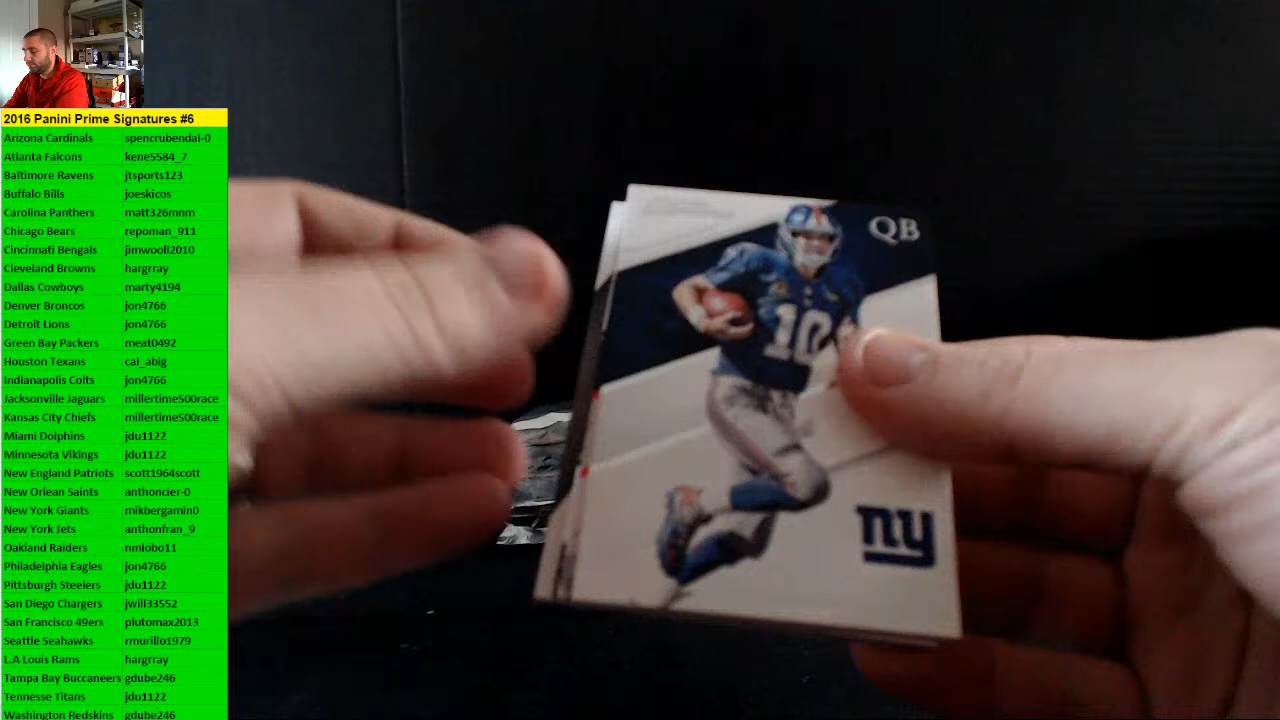 2016 Panini Prime Signatures #6
Arizona Cardinals spencrubendal-0
Atlanta Falcons kene5584_7
Baltimore Ravens jtsports123
Buffalo Bills joeskicos
Carolina Panthers matt326mnm
Chicago Bears repoman_911
Cincinnati Bengals jimwooll2010
Cleveland Browns hargrray
Dallas Cowboys marty4194
Denver Broncos jon4766
Detroit Lions jon4766
Green Bay Packers meat0492
Houston Texans cal_abig
Indianapolis Colts jon4766
Jacksonville Jaguars millertime500race
Kansas City Chiefs millertime500race
Miami Dolphins jdu1122
Minnesota Vikings jdu1122
New England Patriots scott1964scott
New Orlean Saints anthoncier-0
New York Giants mikbergamin0
New York Jets anthonfran_9
Oakland Raiders nmlobo11
Philadelphia Eagles jon4766
Pittsburgh Steelers jdu1122
San Diego Chargers jwill33552
San Francisco 49ers plutomax2013
Seattle Seahawks rmurillo1979
L.A Louis Rams hargrray
Tampa Bay Buccaneers gdube246
Tennesse Titans jdu1122
Washington Redskins gdube246
QB
10
ny